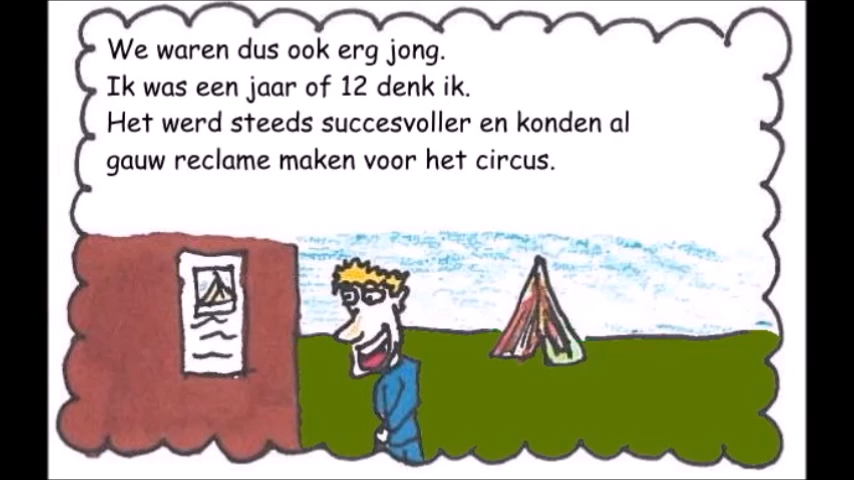 We waren dus ook erg jong.
Ik was een jaar of 12 denk ik.
Het werd steeds succesvoller en konden al
gauw reclame maken voor het circus.